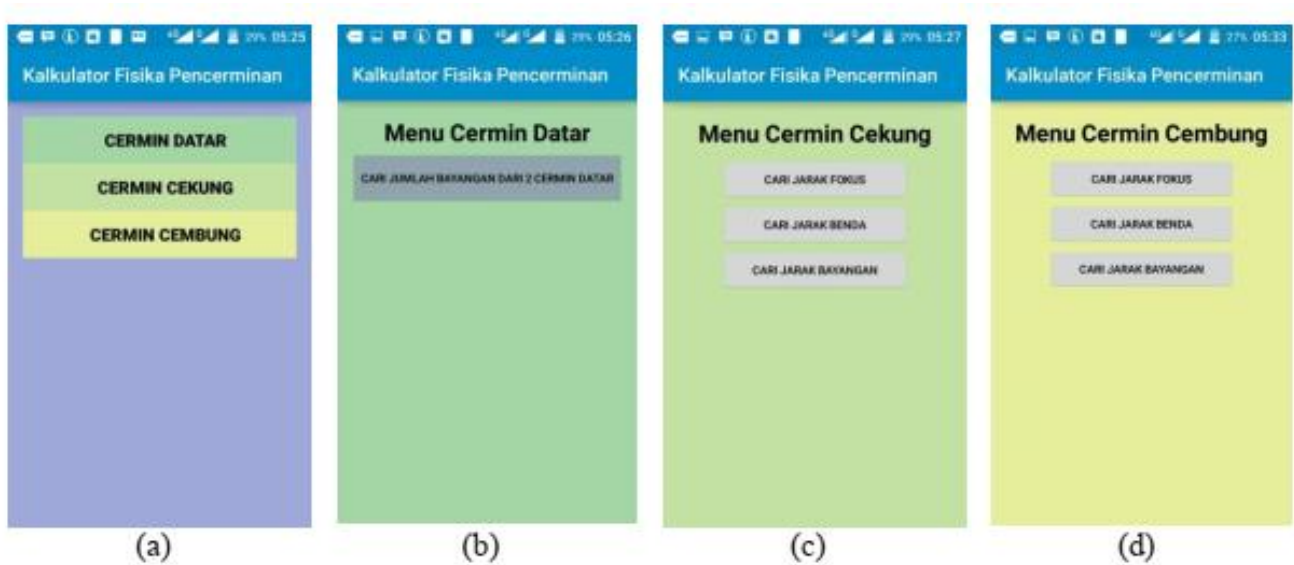 29% 05:25
Kalkulator Fisika Pencerminan
CERMIN DATAR
CERMIN CEKUNG
CERMIN CEMBUNG
(a)
29% 05:26
Kalkulator Fisika Pencerminan
Menu Cermin Datar
CARI JUMLAH BAYANGAN DARI 2 CERMIN DATAR
(b)
29% 05:27
Kalkulator Fisika Pencerminan
Menu Cermin Cekung
CARI JARAK FOKUS
CARI JARAK BENDA
CARI JARAK BAYANGAN
(c)
27% 05:33
Kalkulator Fisika Pencerminan
Menu Cermin Cembung
CARI JARAK FOKUS
CARI JARAK BENDA
CARI JARAK BAYANGAN
(d)